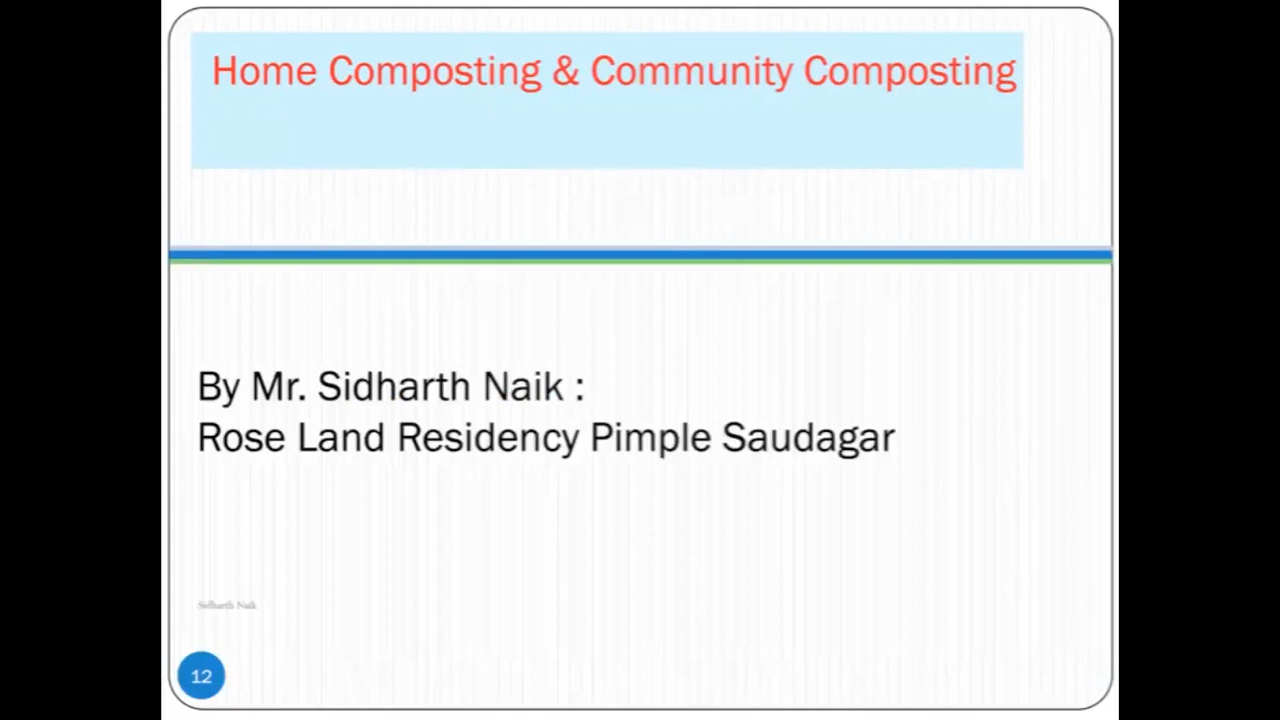 Home Composting & Community Composting
By Mr. Sidharth Naik :
Rose Land Residency Pimple Saudagar
Sidharth Naik
12